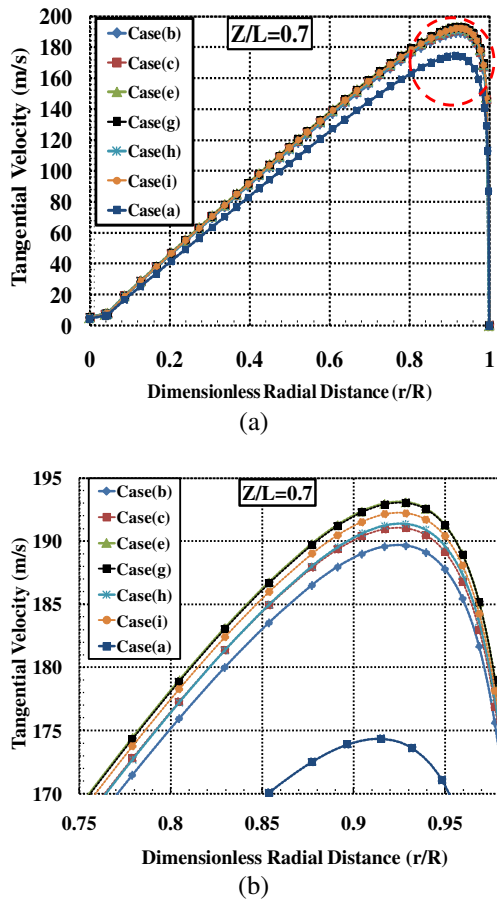 Z/L=0.7
Case(b)
Case(c)
Case(e)
Case(g)
Case(h)
Case(i)
Case(a)
Tangential Velocity (m/s)
200
180
160
140
120
100
80
60
40
20
0
0 0.2 0.4 0.6 0.8 1
Dimensionless Radial Distance (r/R)
(a)
Z/L=0.7
Case(b)
Case(c)
Case(e)
Case(g)
Case(h)
Case(i)
Case(a)
Tangential Velocity (m/s)
195
190
185
180
175
170
0.75 0.8 0.85 0.9 0.95
Dimensionless Radial Distance (r/R)
(b)